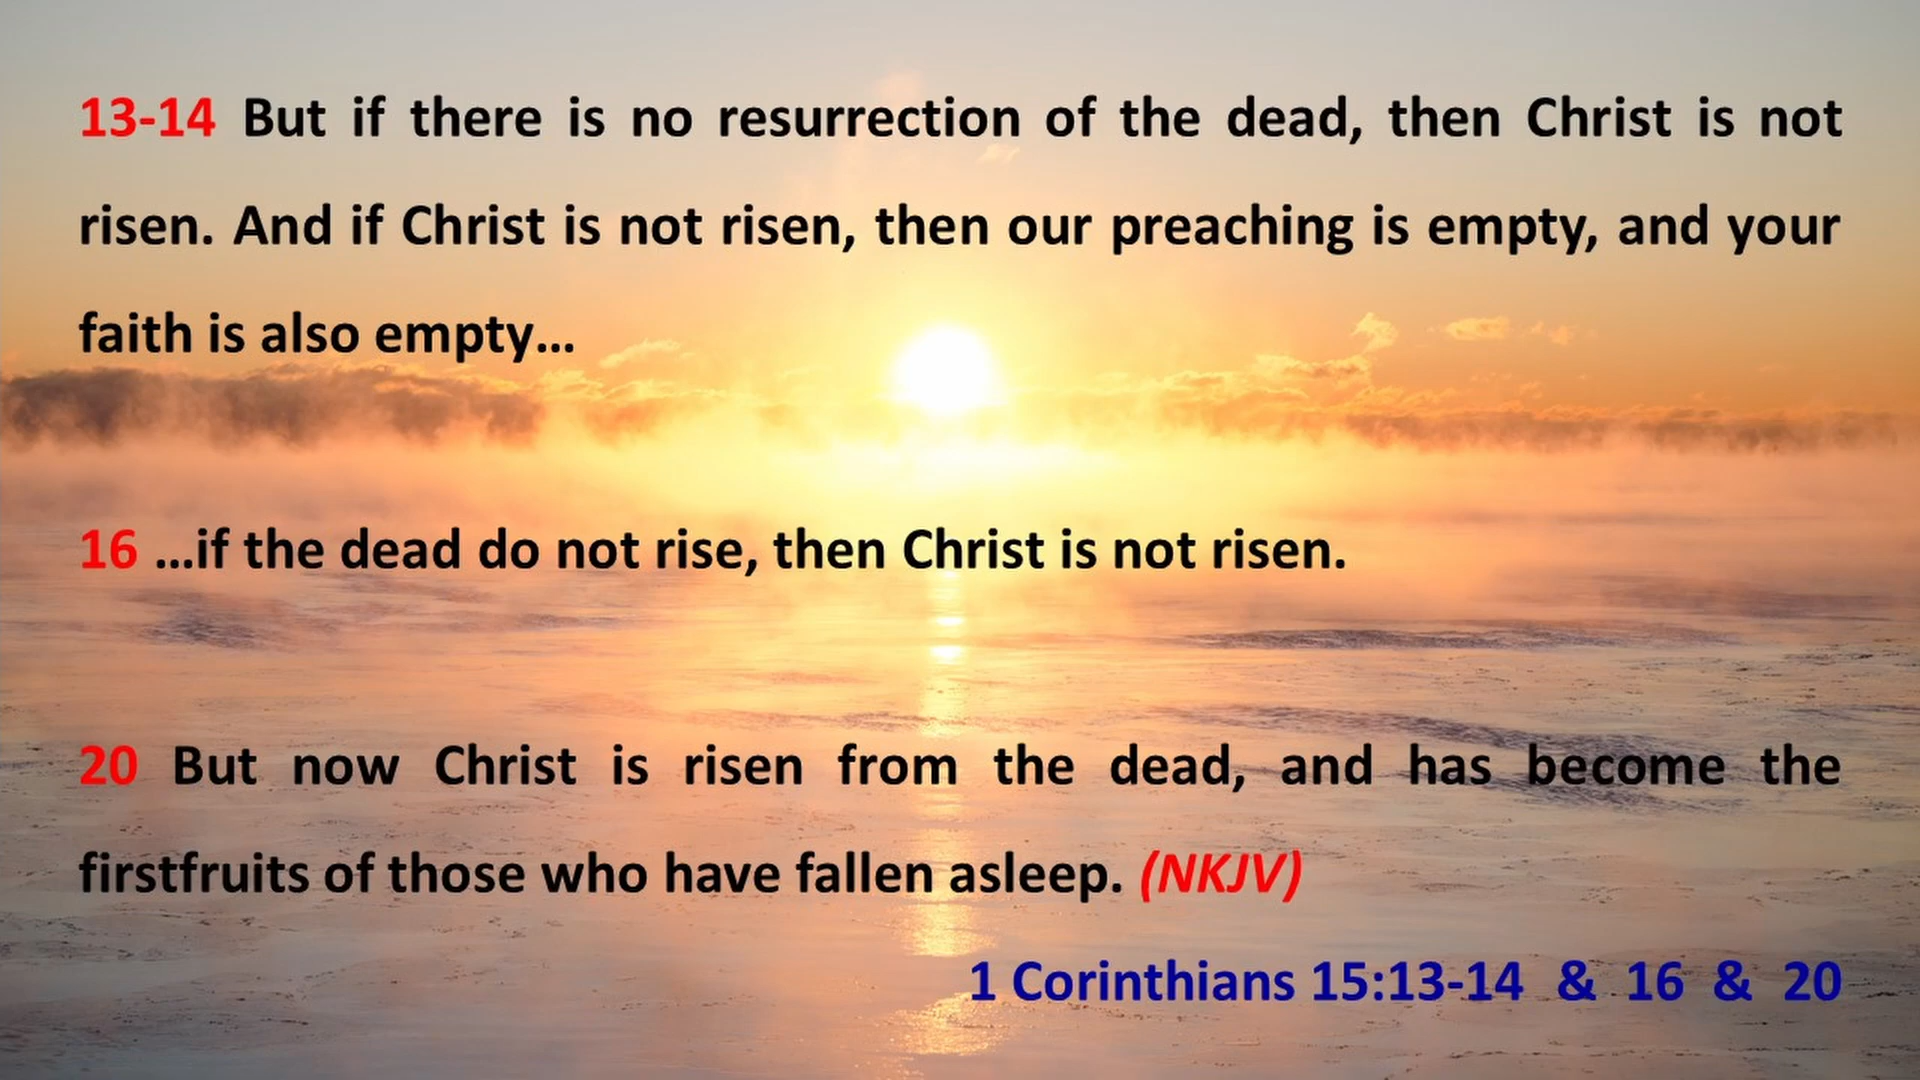 13-14 But if there is no resurrection of the dead, then Christ is not
risen. And if Christ is not risen, then our preaching is empty, and your
faith is also empty…
16 …if the dead do not rise, then Christ is not risen.
20 But now Christ is risen from the dead, and has become the
firstfruits of those who have fallen asleep. (NKJV)
1 Corinthians 15:13-14 & 16 & 20